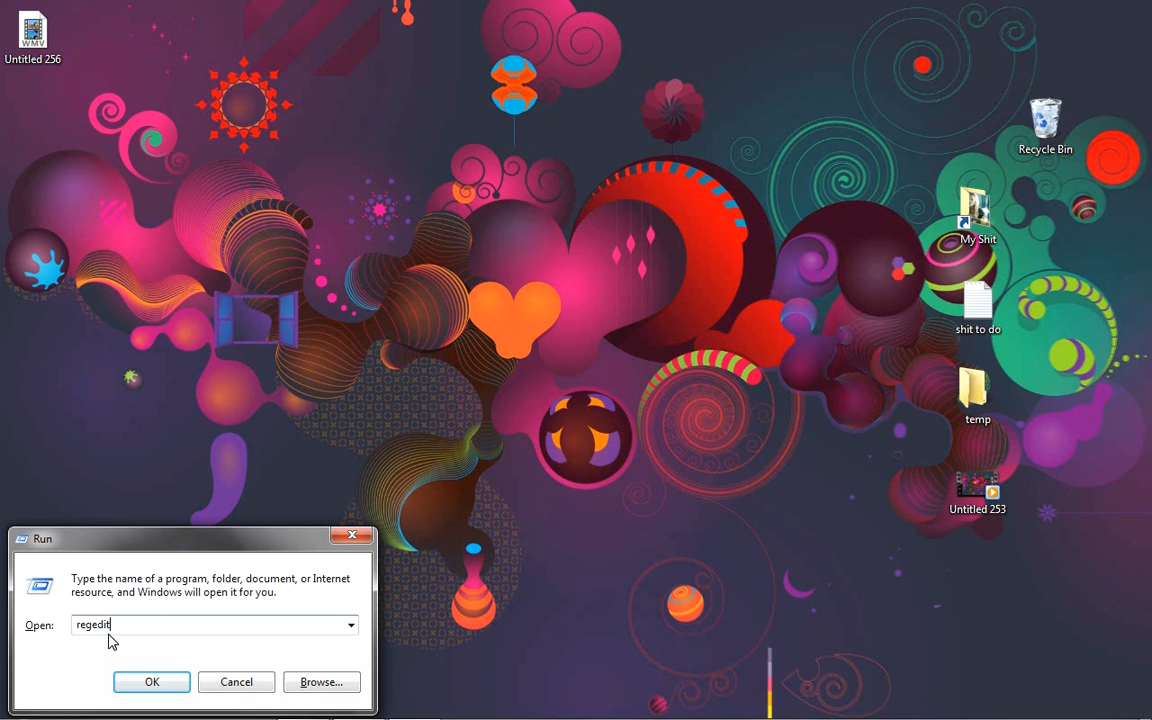 WMV
Untitled 256
Recycle Bin
My Shit
shit to do
temp
Untitled 253
Run
Type the name of a program, folder, document, or Internet
resource, and Windows will open it for you.
Open: regedit
OK Cancel Browse...